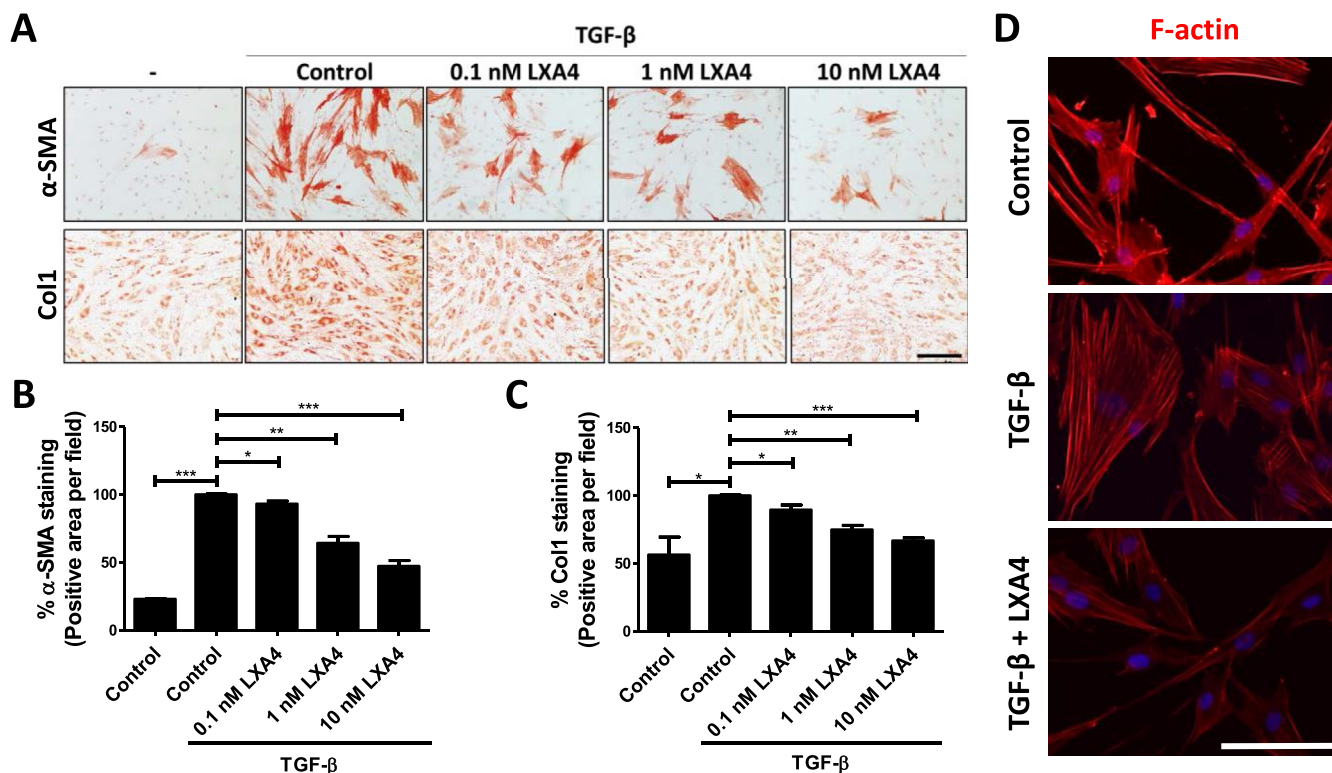 A
TGF-β
-
Control
0.1 nM LXA4
1 nM LXA4
10 nM LXA4
α-SMA
Col1
B
% α-SMA staining
(Positive area per field)
150
100
50
0
***
*
**
***
Control
Control
0.1 nM LXA4
1 nM LXA4
10 nM LXA4
TGF-β
C
% Col1 staining
(Positive area per field)
150
100
50
0
*
*
**
***
Control
Control
0.1 nM LXA4
1 nM LXA4
10 nM LXA4
TGF-β
D
F-actin
Control
TGF-β
TGF-β + LXA4